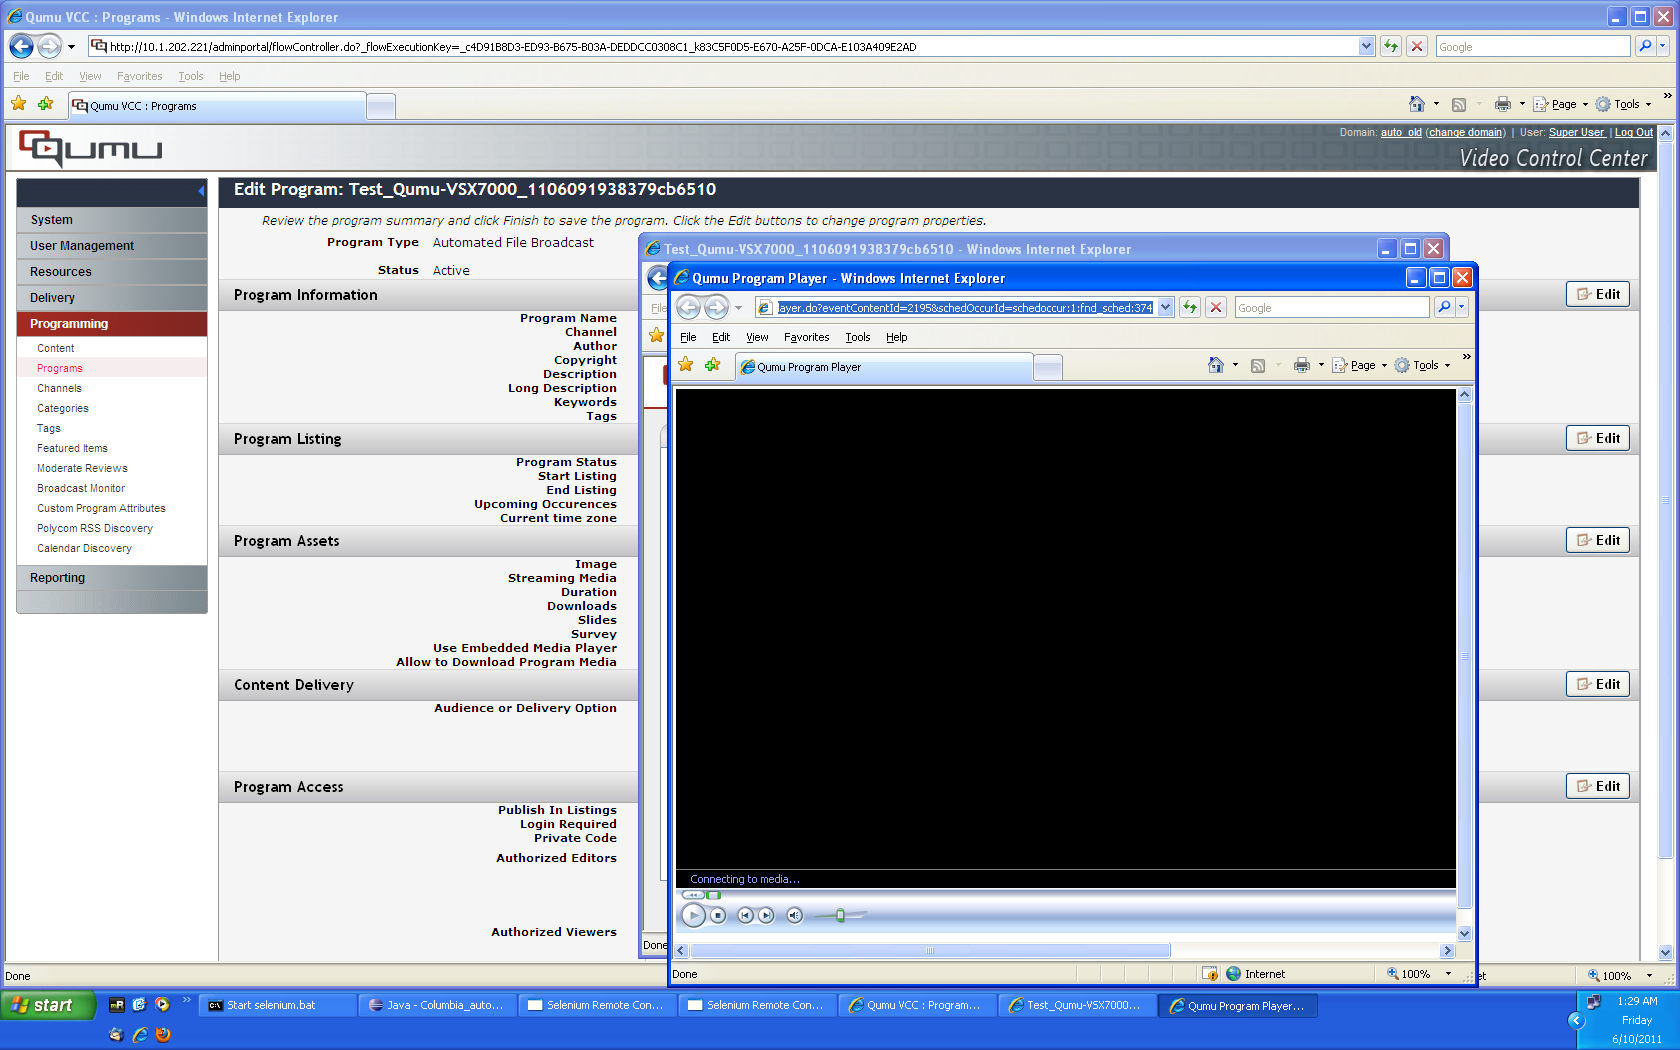 Qumu VCC : Programs - Windows Internet Explorer
http://10.1.202.221/adminportal/flowController.do?_flowExecutionKey=_c4D91B8D3-ED93-B675-B03A-DEDDCC0308C1_k83C5F0D5-E670-A25F-0DCA-E103A409E2AD
Google
File Edit View Favorites Tools Help
Qumu VCC : Programs
Page Tools
Domain: auto_old (change domain) | User: Super User | Log Out
QUMU
Video Control Center
Edit Program: Test_Qumu-VSX7000_1106091938379cb6510
Review the program summary and click Finish to save the program. Click the Edit buttons to change program properties.
Program Type Automated File Broadcast
Status Active
System
User Management
Resources
Delivery
Programming
Content
Programs
Channels
Categories
Tags
Featured Items
Moderate Reviews
Broadcast Monitor
Custom Program Attributes
Polycom RSS Discovery
Calendar Discovery
Reporting
Program Information
Edit
Program Name
Channel
Author
Copyright
Description
Long Description
Keywords
Tags
Program Listing
Edit
Program Status
Start Listing
End Listing
Upcoming Occurences
Current time zone
Program Assets
Edit
Image
Streaming Media
Duration
Downloads
Slides
Survey
Use Embedded Media Player
Allow to Download Program Media
Content Delivery
Edit
Audience or Delivery Option
Program Access
Edit
Publish In Listings
Login Required
Private Code
Authorized Editors
Authorized Viewers
Test_Qumu-VSX7000_1106091938379cb6510 - Windows Internet Explorer
File
Done
Qumu Program Player - Windows Internet Explorer
layer.do?eventContentId=2195&schedOccurId=schedoccur:1:fnd_sched:374
Google
File Edit View Favorites Tools Help
Qumu Program Player
Page Tools
Connecting to media...
Done
Internet
100%
Done
et
100%
start
Start selenium.bat
Java - Columbia_auto...
Selenium Remote Con...
Selenium Remote Con...
Qumu VCC : Program...
Test_Qumu-VSX7000...
Qumu Program Player...
1:29 AM
Friday
6/10/2011